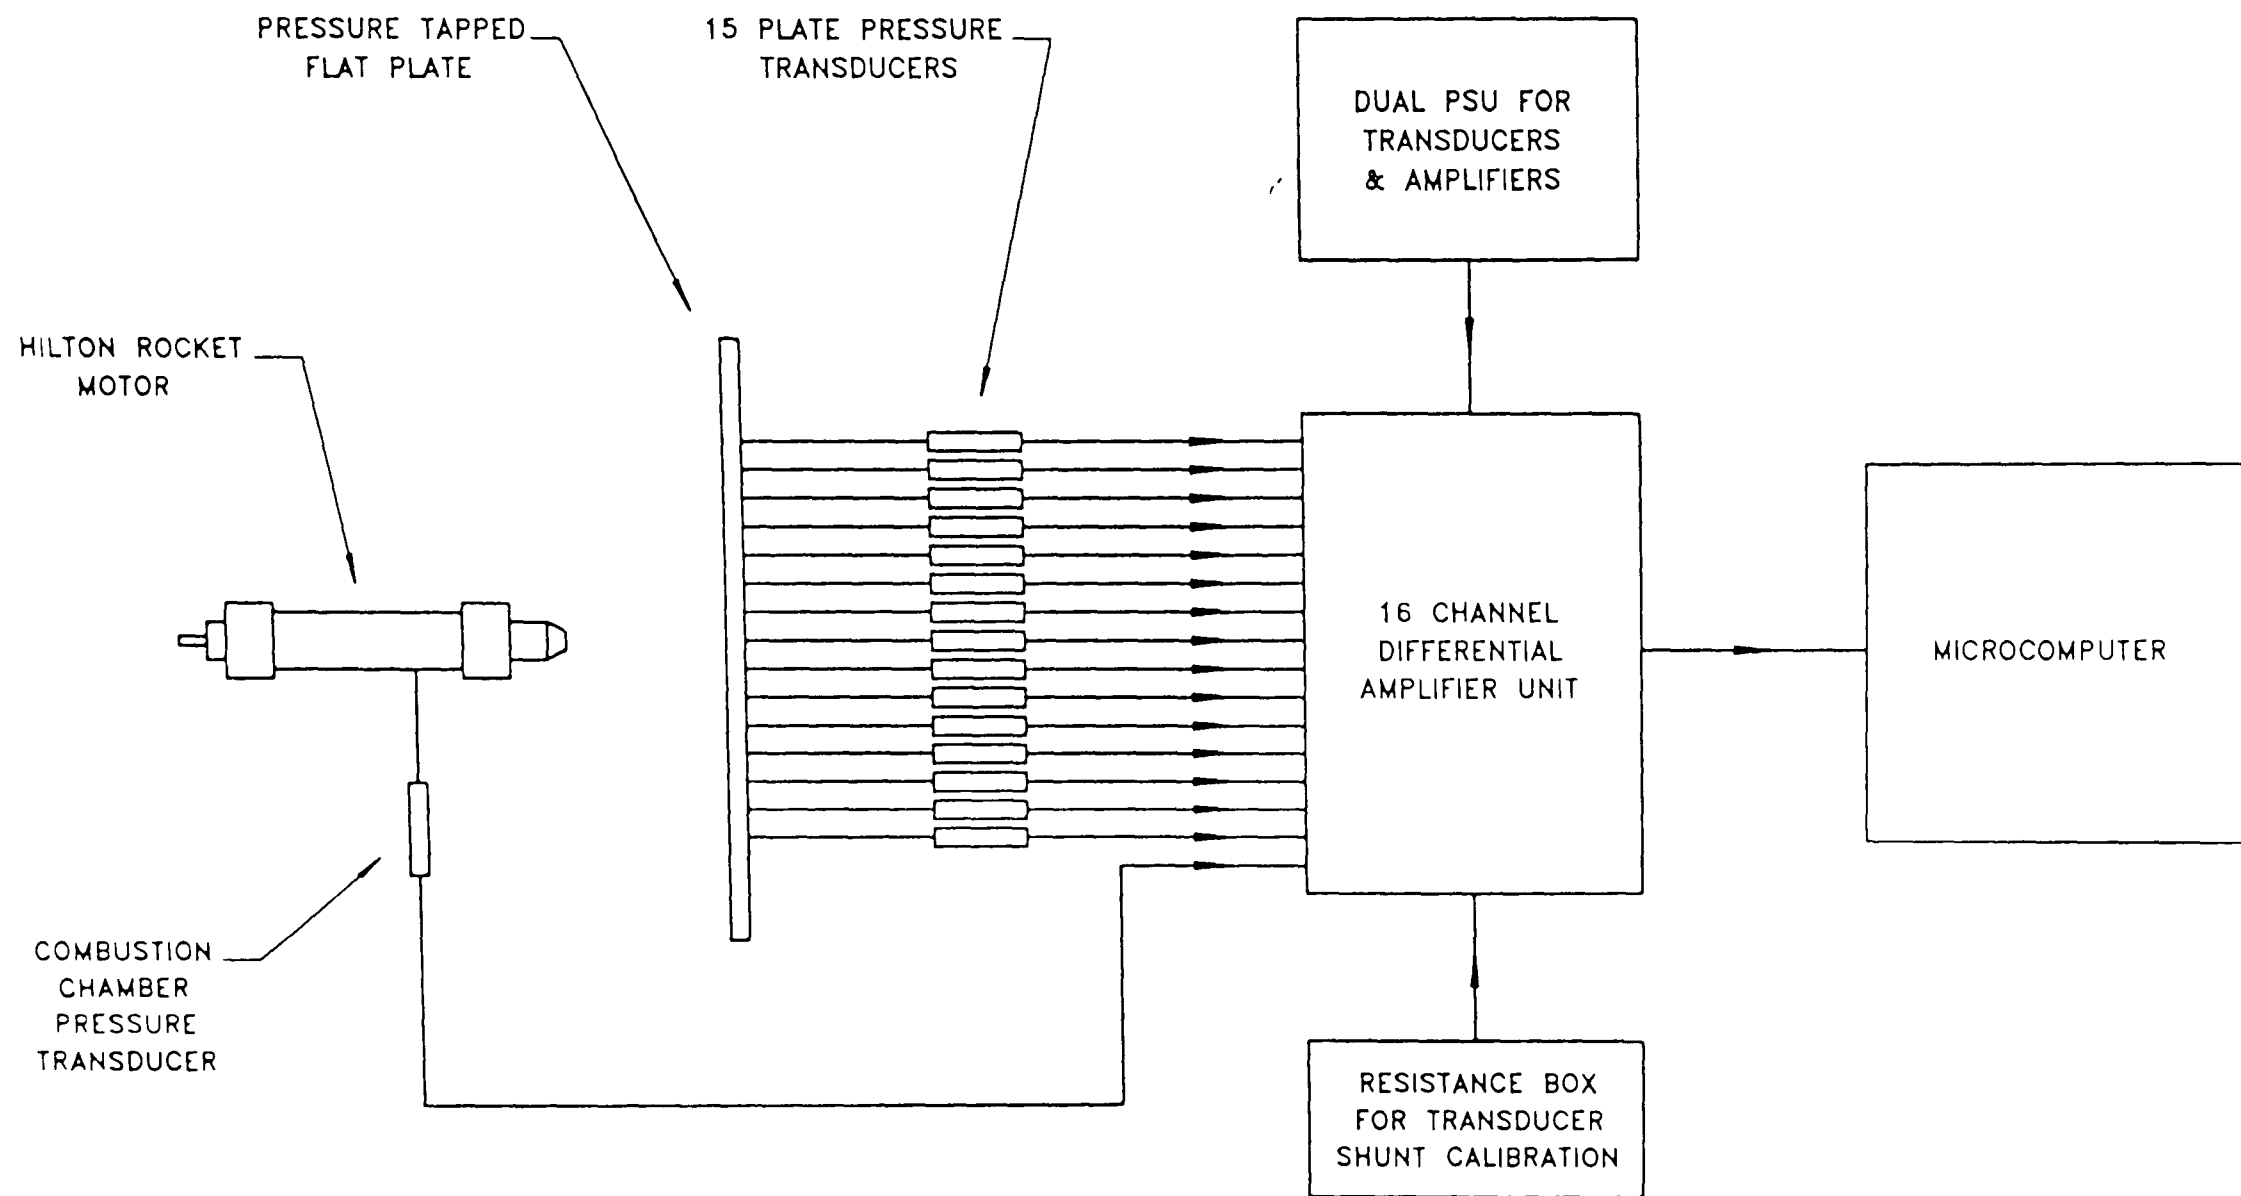 PRESSURE TAPPED
FLAT PLATE
15 PLATE PRESSURE
TRANSDUCERS
DUAL PSU FOR
TRANSDUCERS
& AMPLIFIERS
HILTON ROCKET
MOTOR
16 CHANNEL
DIFFERENTIAL
AMPLIFIER UNIT
MICROCOMPUTER
COMBUSTION
CHAMBER
PRESSURE
TRANSDUCER
RESISTANCE BOX
FOR TRANSDUCER
SHUNT CALIBRATION